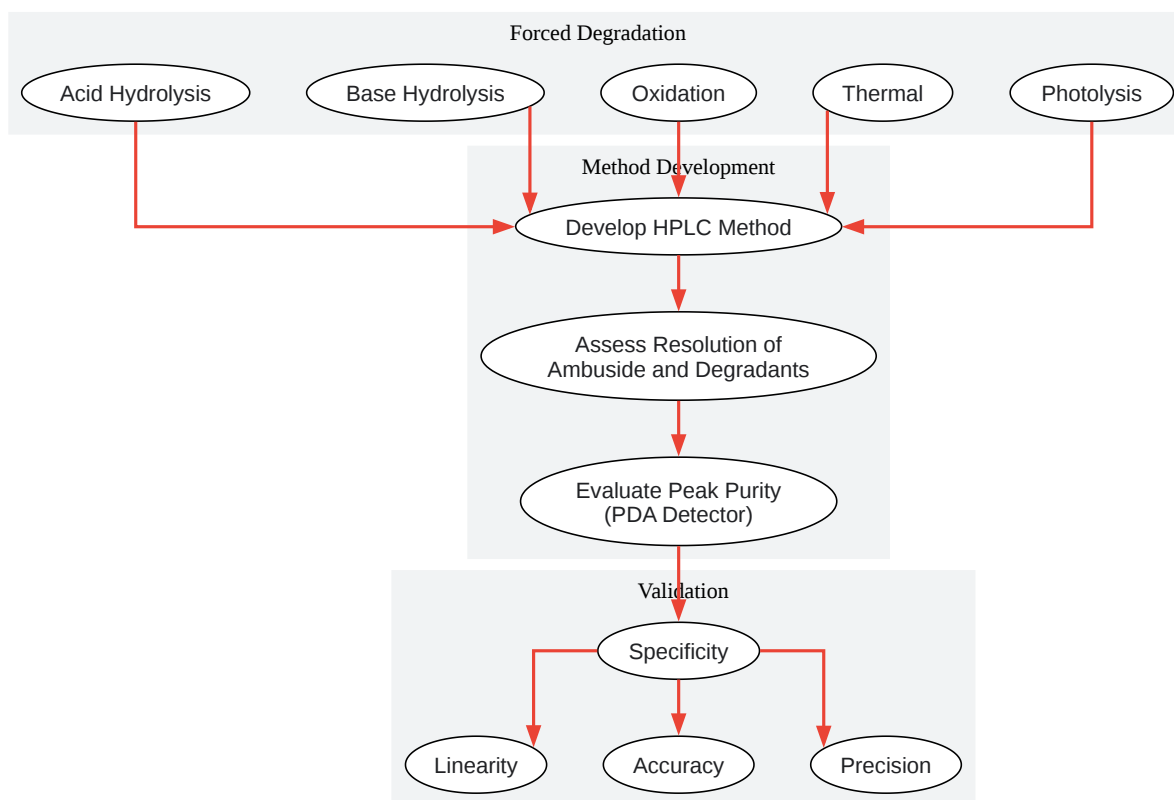 Forced Degradation
Acid Hydrolysis
Base Hydrolysis
Oxidation
Thermal
Photolysis
Method Development
Develop HPLC Method
Assess Resolution of
Ambuside and Degradants
Evaluate Peak Purity
(PDA Detector)
Validation
Specificity
Linearity
Accuracy
Precision